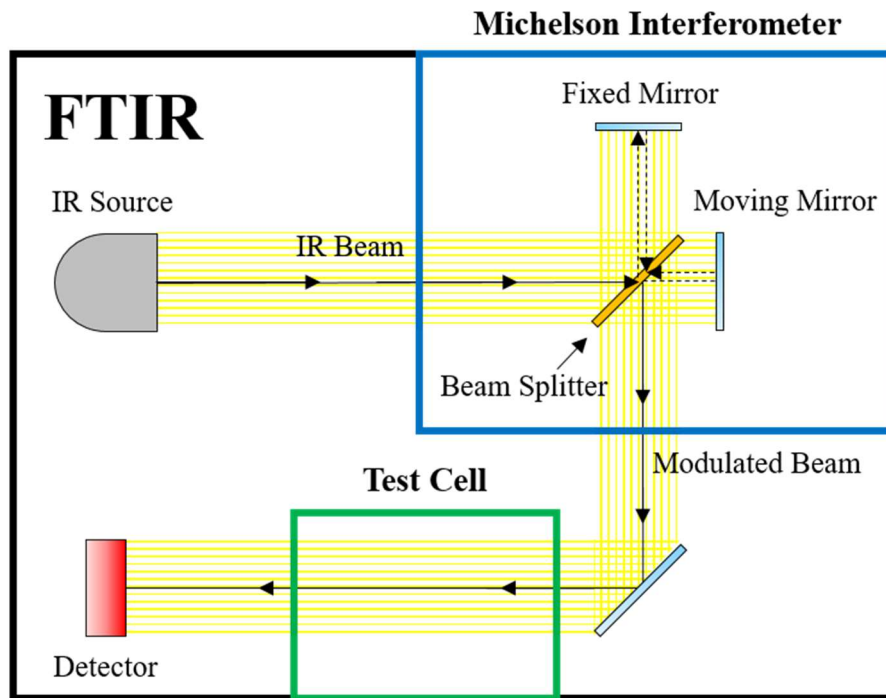 Michelson Interferometer
FTIR
Fixed Mirror
IR Source
Moving Mirror
IR Beam
Beam Splitter
Modulated Beam
Test Cell
Detector